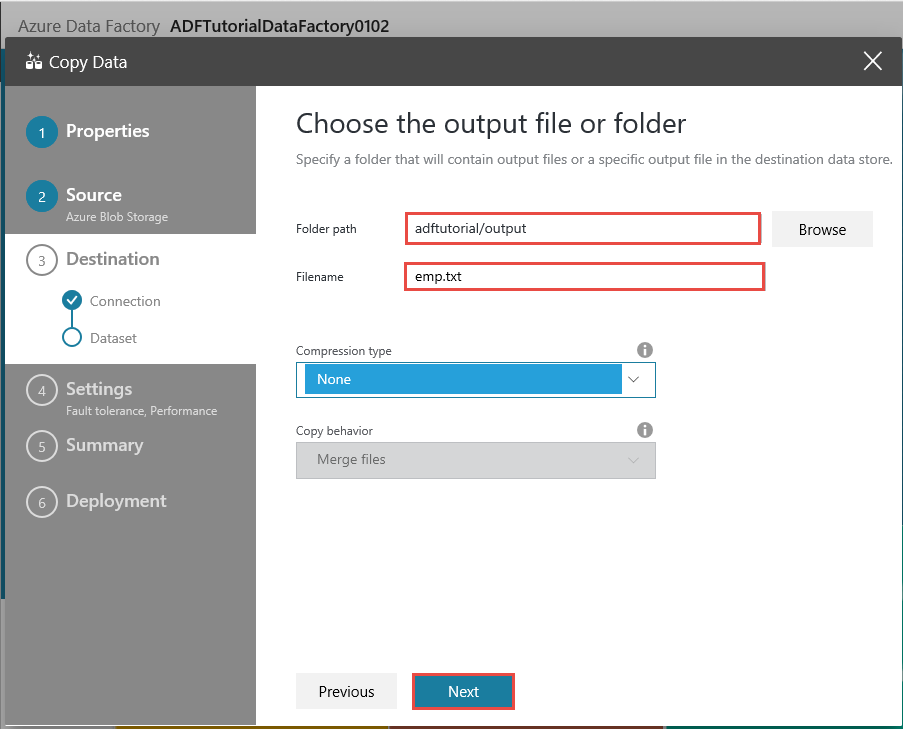 Azure Data Factory ADFTutorialDataFactory0102
Copy Data
1 Properties
2 Source
Azure Blob Storage
3 Destination
Connection
Dataset
4 Settings
Fault tolerance, Performance
5 Summary
6 Deployment
Choose the output file or folder
Specify a folder that will contain output files or a specific output file in the destination data store.
Folder path adftutorial/output Browse
Filename emp.txt
Compression type
None
Copy behavior
Merge files
Previous Next